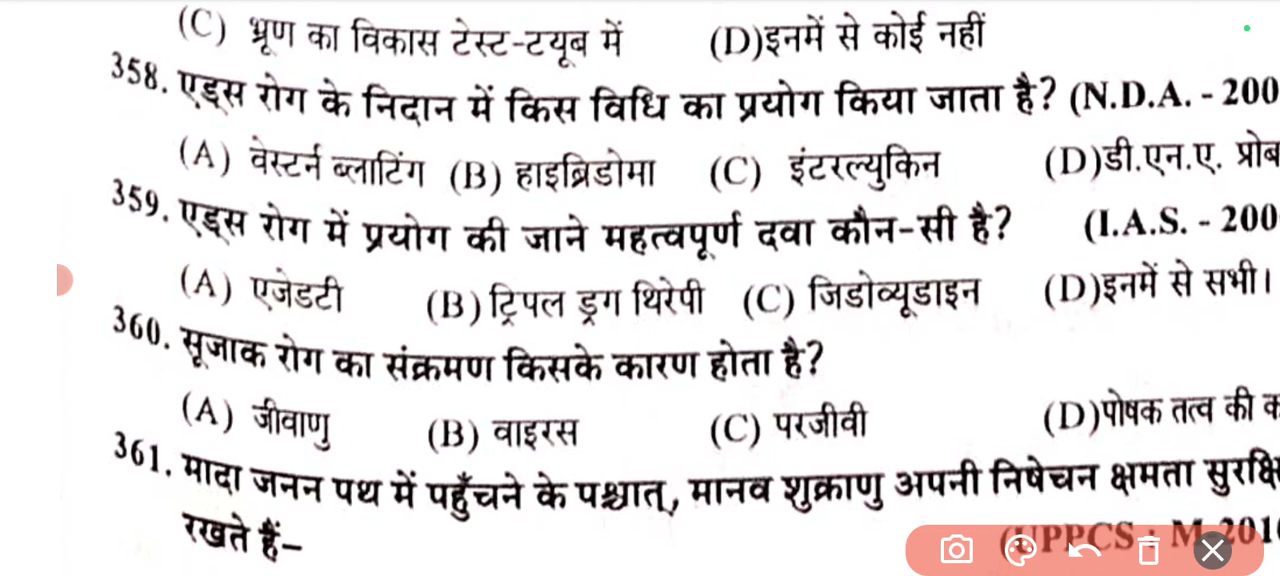 (C) भ्रूण का विकास टेस्ट-टयूब में (D)इनमें से कोई नहीं
358. एड्स रोग के निदान में किस विधि का प्रयोग किया जाता है? (N.D.A. - 200
(A) वेस्टर्न ब्लाटिंग (B) हाइब्रिडोमा (C) इंटरल्युकिन (D)डी.एन.ए. प्रोब
359. एड्स रोग में प्रयोग की जाने महत्वपूर्ण दवा कौन-सी है? (I.A.S. - 200
(A) एजेडटी (B) ट्रिपल ड्रग थिरेपी (C) जिडोव्यूडाइन (D)इनमें से सभी।
360. सूजाक रोग का संक्रमण किसके कारण होता है?
(A) जीवाणु (B) वाइरस (C) परजीवी (D)पोषक तत्व की
361. मादा जनन पथ में पहुँचने के पश्चात्, मानव शुक्राणु अपनी निषेचन क्षमता
रखते हैं– (UPPCS : M-201